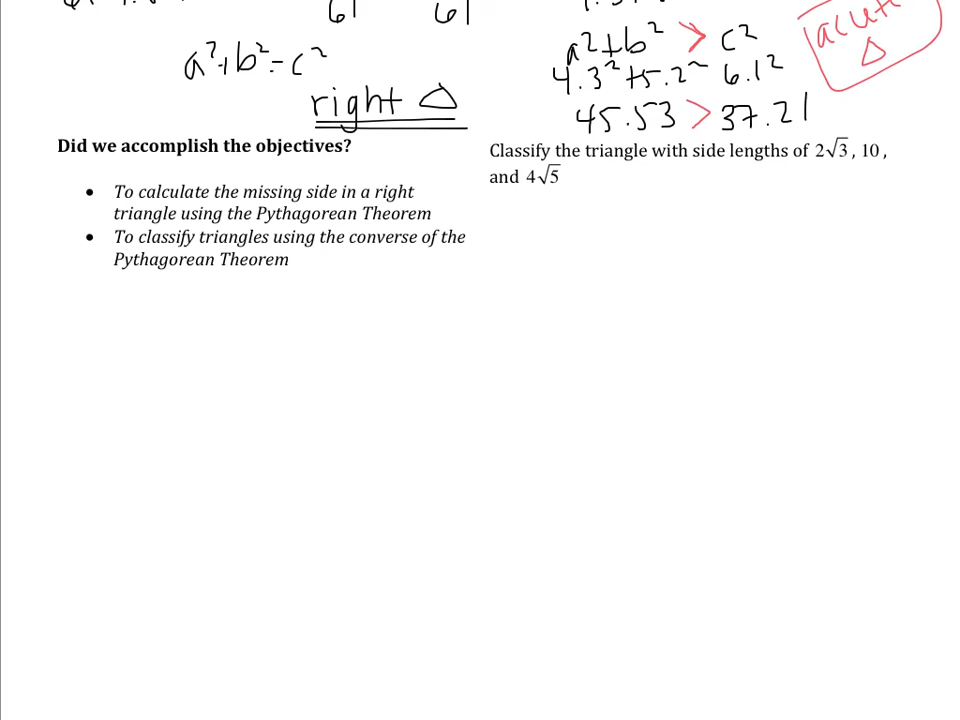 61 61
a² + b² = c²
right △
a² + b² > c²
4.3² + 5.2² 6.1²
45.53 > 37.21
acute
△
Did we accomplish the objectives?
• To calculate the missing side in a right
triangle using the Pythagorean Theorem
• To classify triangles using the converse of the
Pythagorean Theorem
Classify the triangle with side lengths of 2√3, 10,
and 4√5